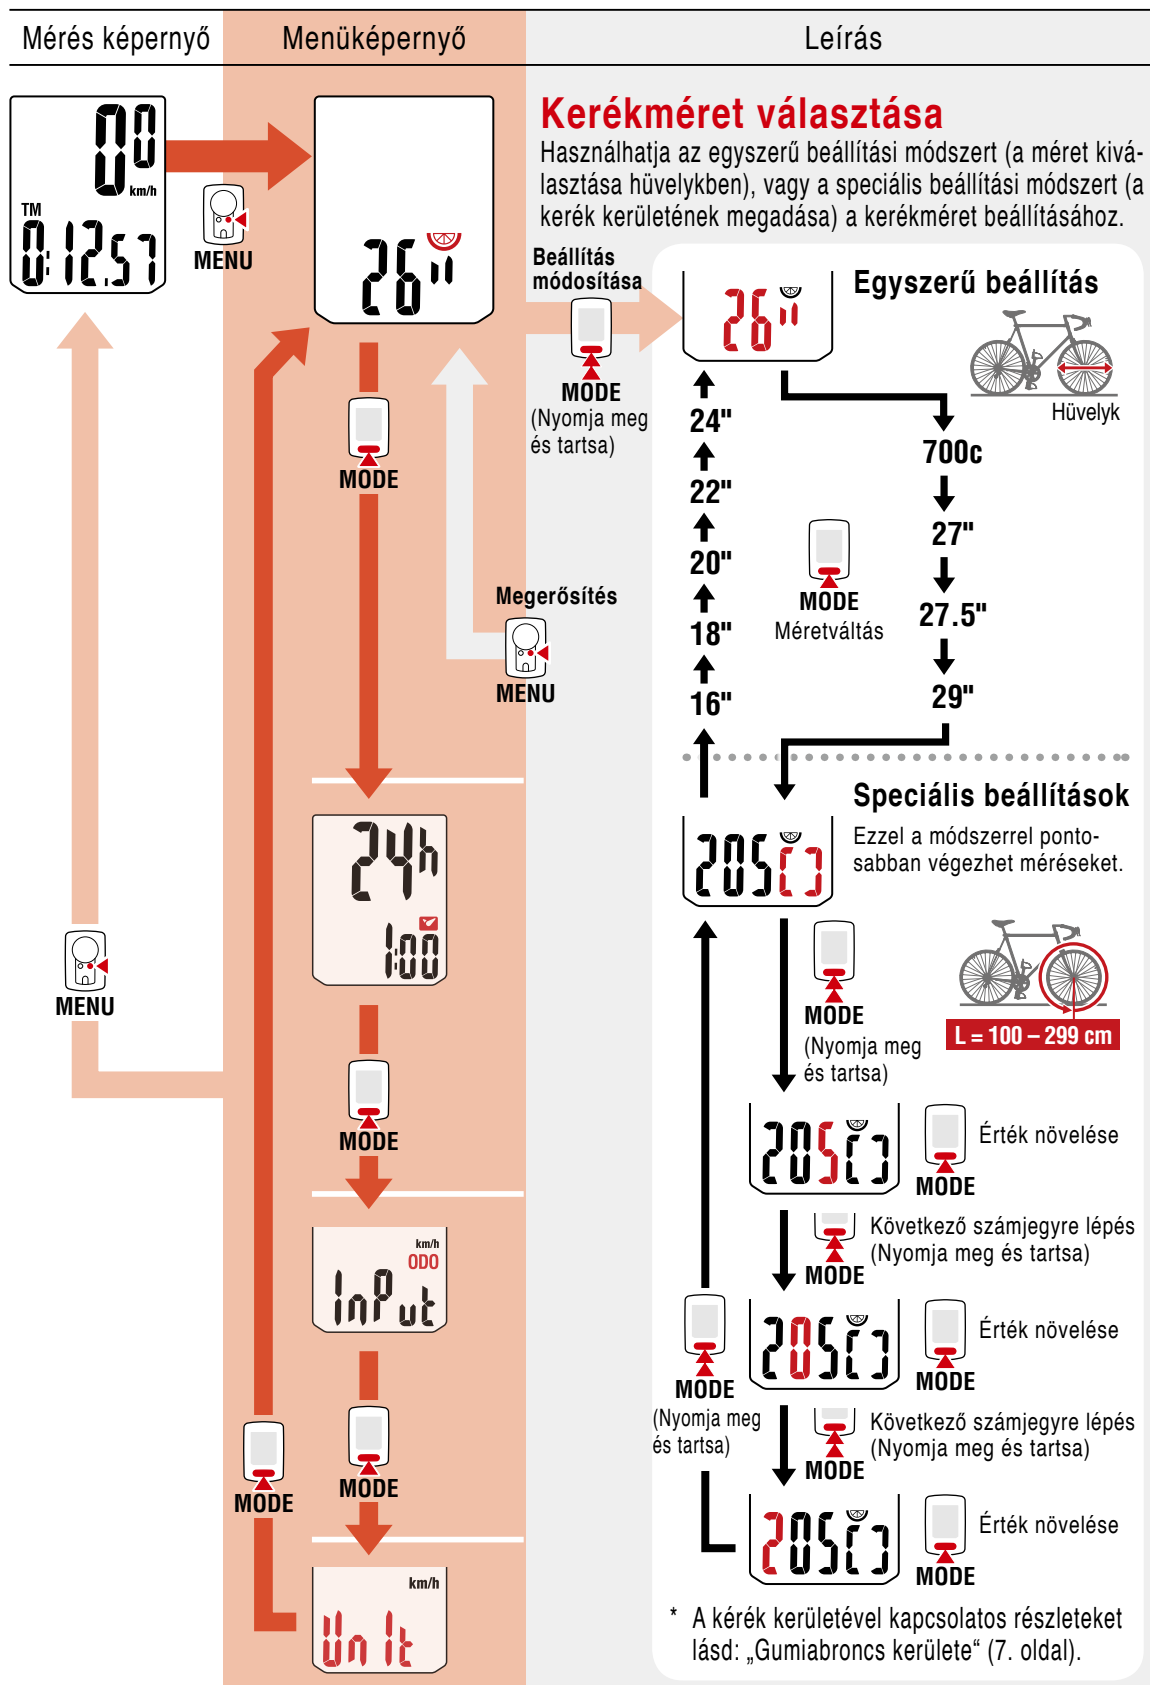 Mérés képernyő
Menüképernyő
Leírás
00
km/h
TM
0:12.57
MENU
26"
Kerékméret választása
Használhatja az egyszerű beállítási módszert (a méret kivá-
lasztása hüvelykben), vagy a speciális beállítási módszert (a
kerék kerületének megadása) a kerékméret beállításához.
Beállítás
módosítása
MODE
(Nyomja meg
és tartsa)
26"
Egyszerű beállítás
Hüvelyk
24"
22"
20"
18"
16"
700c
27"
27.5"
29"
MODE
Méretváltás
MODE
Megerősítés
MENU
Speciális beállítások
Ezzel a módszerrel ponto-
sabban végezhet méréseket.
205[]
L = 100 – 299 cm
MODE
(Nyomja meg
és tartsa)
24h
1:00
MENU
MODE
205[]
MODE
Érték növelése
MODE
Következő számjegyre lépés
(Nyomja meg és tartsa)
km/h
ODO
InPut
205[]
MODE
Érték növelése
MODE
(Nyomja meg
és tartsa)
MODE
Következő számjegyre lépés
(Nyomja meg és tartsa)
MODE
MODE
205[]
MODE
Érték növelése
km/h
UnIt
* A kérék kerületével kapcsolatos részleteket
lásd: „Gumiabroncs kerülete“ (7. oldal).